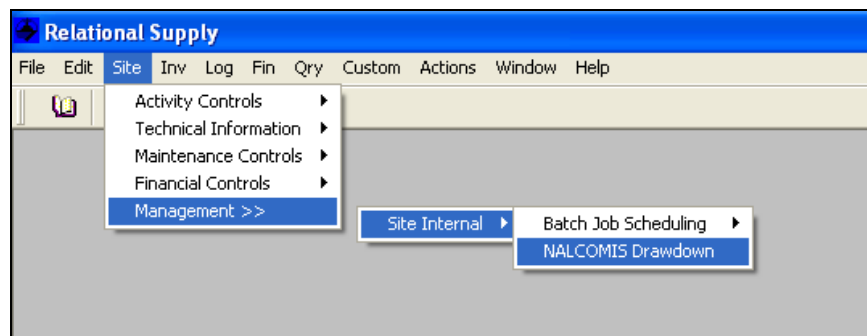 Relational Supply
File Edit Site Inv Log Fin Qry Custom Actions Window Help
Activity Controls
Technical Information
Maintenance Controls
Financial Controls
Management >>
Site Internal
Batch Job Scheduling
NALCOMIS Drawdown